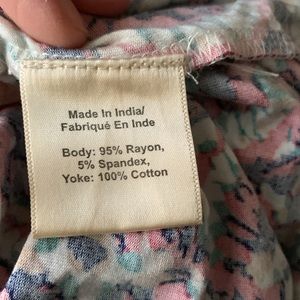 Made In India/
Fabriqué En Inde
Body: 95% Rayon,
5% Spandex,
Yoke: 100% Cotton